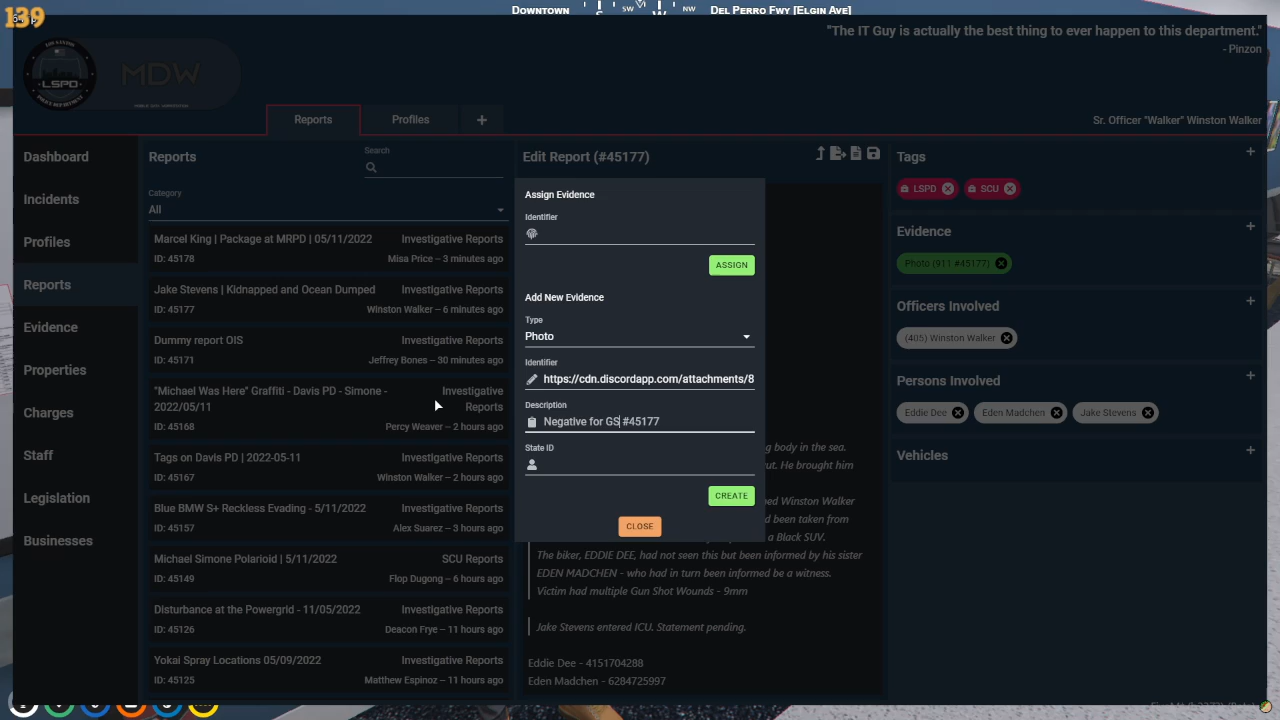 139
DOWNTOWN
SW
NW
DEL PERRO FWY [ELGIN AVE]
"The IT Guy is actually the best thing to ever happen to this department."
- Pinzon
LSPD
MDW
Reports
Profiles
+
Sr. Officer "Walker" Winston Walker
Dashboard
Incidents
Profiles
Reports
Evidence
Properties
Charges
Staff
Legislation
Businesses
Reports
Search
Category
All
Marcel King | Package at MRPD | 05/11/2022
Investigative Reports
ID: 45178
Misa Price – 3 minutes ago
Jake Stevens | Kidnapped and Ocean Dumped
Investigative Reports
ID: 45177
Winston Walker – 6 minutes ago
Dummy report OIS
Investigative Reports
ID: 45171
Jeffrey Bones – 30 minutes ago
"Michael Was Here" Graffiti - Davis PD - Simone - 2022/05/11
Investigative Reports
ID: 45168
Percy Weaver – 2 hours ago
Tags on Davis PD | 2022-05-11
Investigative Reports
ID: 45167
Winston Walker – 2 hours ago
Blue BMW S+ Reckless Evading - 5/11/2022
Investigative Reports
ID: 45157
Alex Suarez – 3 hours ago
Michael Simone Polarioid | 5/11/2022
SCU Reports
ID: 45149
Flop Dugong – 6 hours ago
Disturbance at the Powergrid - 11/05/2022
Investigative Reports
ID: 45126
Deacon Frye – 11 hours ago
Yokai Spray Locations 05/09/2022
Investigative Reports
ID: 45125
Matthew Espinoz – 11 hours ago
Edit Report (#45177)
Assign Evidence
Identifier
ASSIGN
Add New Evidence
Type
Photo
Identifier
https://cdn.discordapp.com/attachments/8
Description
Negative for GS #45177
State ID
CREATE
CLOSE
g body in the sea.
ut. He brought him
ed Winston Walker
d been taken from
a Black SUV.
The biker, EDDIE DEE, had not seen this but been informed by his sister
EDEN MADCHEN - who had in turn been informed be a witness.
Victim had multiple Gun Shot Wounds - 9mm
Jake Stevens entered ICU. Statement pending.
Eddie Dee - 4151704288
Eden Madchen - 6284725997
Tags
+
LSPD
SCU
Evidence
+
Photo (911 #45177)
Officers Involved
+
(405) Winston Walker
Persons Involved
+
Eddie Dee
Eden Madchen
Jake Stevens
Vehicles
+